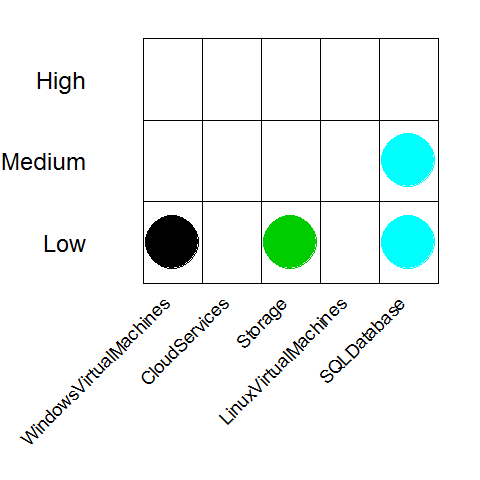 High
Medium
Low
WindowsVirtualMachines
CloudServices
Storage
LinuxVirtualMachines
SQLDatabase